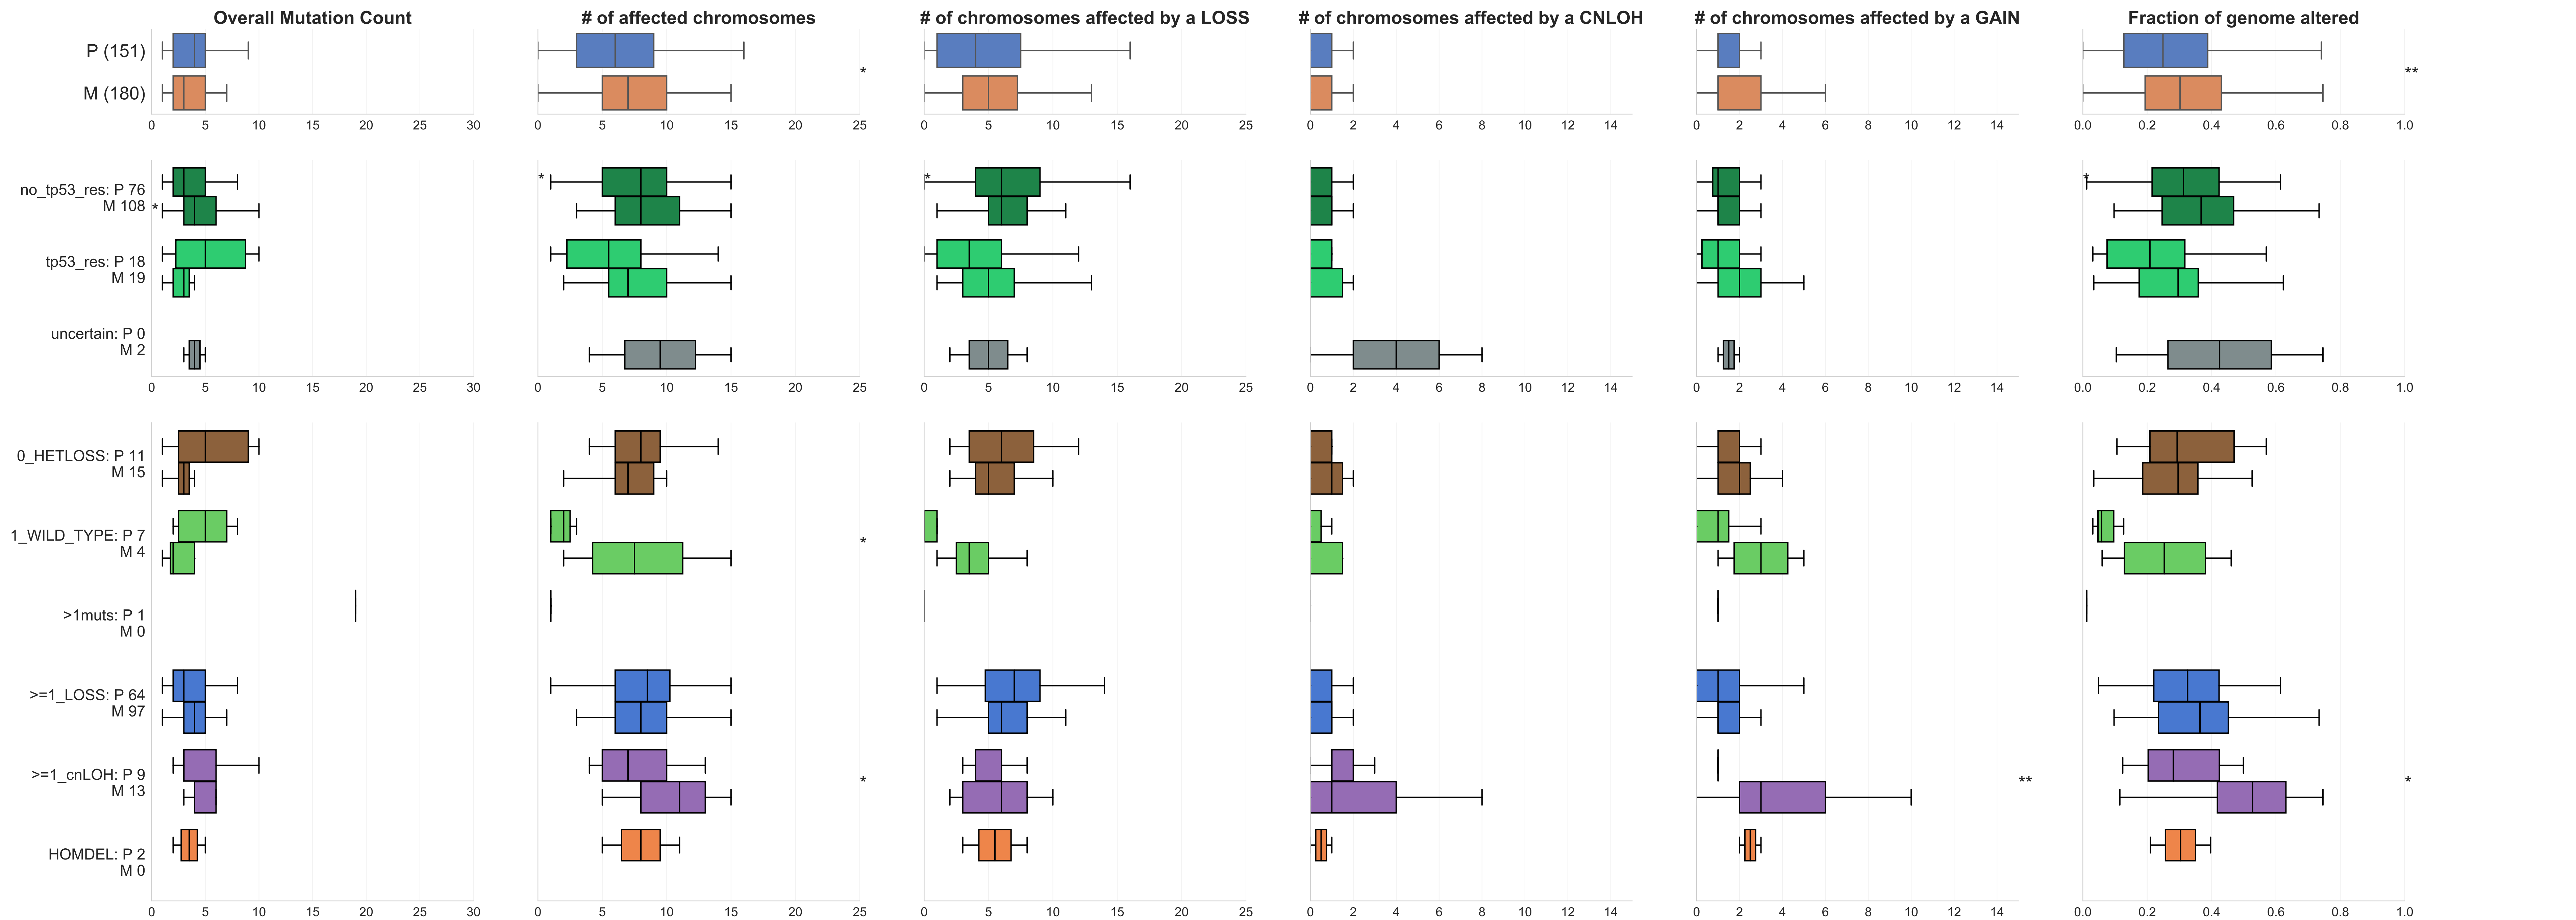 Overall Mutation Count # of affected chromosomes # of chromosomes affected by a LOSS # of chromosomes affected by a CNLOH # of chromosomes affected by a GAIN Fraction of genome altered
P (151)
* **
M (180)
0 5 10 15 20 25 30 0 5 10 15 20 25 0 5 10 15 20 25 0 2 4 6 8 10 12 14 0 2 4 6 8 10 12 14 0.0 0.2 0.4 0.6 0.8 1.0
* * *
no_tp53_res: P 76
M 108 *
tp53_res: P 18
M 19
uncertain: P 0
M 2
0 5 10 15 20 25 30 0 5 10 15 20 25 0 5 10 15 20 25 0 2 4 6 8 10 12 14 0 2 4 6 8 10 12 14 0.0 0.2 0.4 0.6 0.8 1.0
0_HETLOSS: P 11
M 15
1_WILD_TYPE: P 7
*
M 4
>1muts: P 1
M 0
>=1_LOSS: P 64
M 97
>=1_cnLOH: P 9
* ** *
M 13
HOMDEL: P 2
M 0
0 5 10 15 20 25 30 0 5 10 15 20 25 0 5 10 15 20 25 0 2 4 6 8 10 12 14 0 2 4 6 8 10 12 14 0.0 0.2 0.4 0.6 0.8 1.0